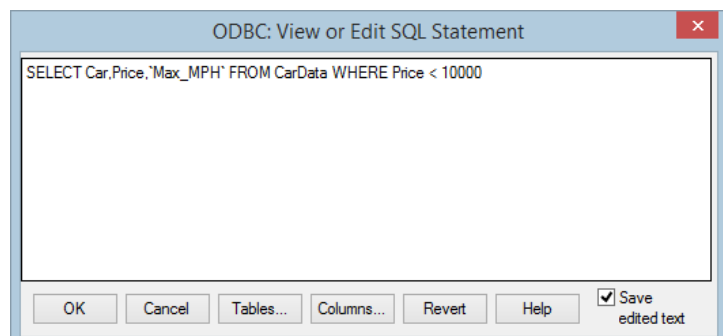 ODBC: View or Edit SQL Statement
SELECT Car,Price,`Max_MPH` FROM CarData WHERE Price < 10000
OK Cancel Tables... Columns... Revert Help Save
edited text